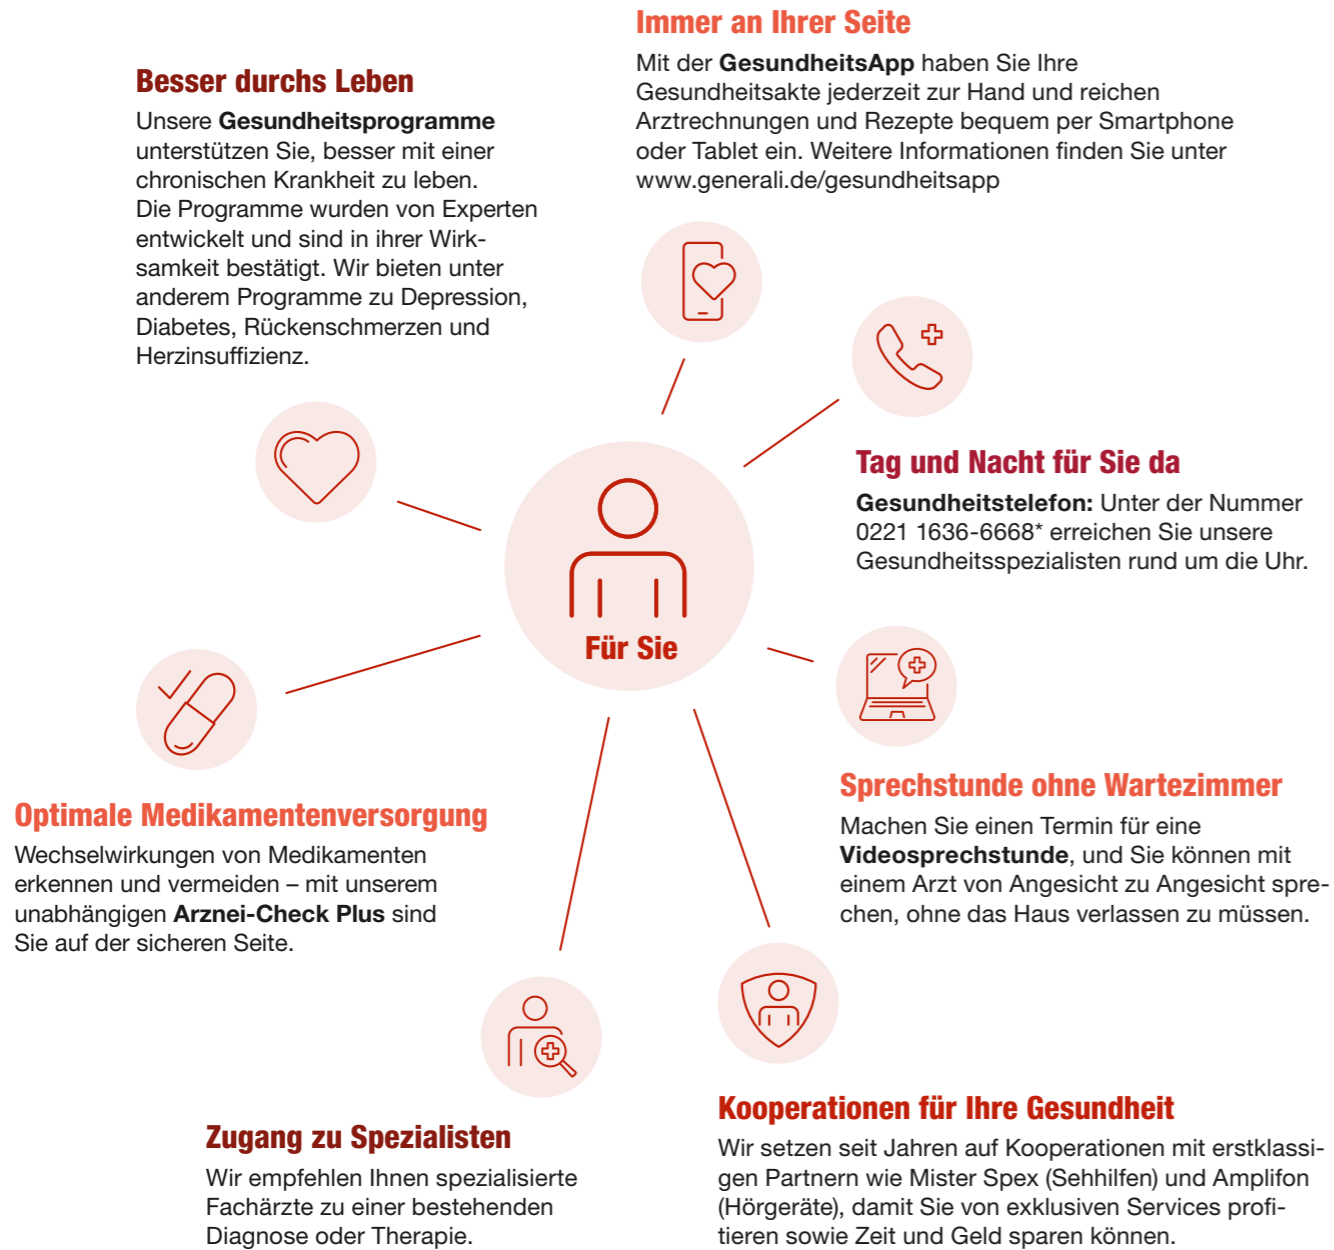 Immer an Ihrer Seite
Mit der GesundheitsApp haben Sie Ihre
Gesundheitsakte jederzeit zur Hand und reichen
Arztrechnungen und Rezepte bequem per Smartphone
oder Tablet ein. Weitere Informationen finden Sie unter
www.generali.de/gesundheitsapp
Besser durchs Leben
Unsere Gesundheitsprogramme
unterstützen Sie, besser mit einer
chronischen Krankheit zu leben.
Die Programme wurden von Experten
entwickelt und sind in ihrer Wirk-
samkeit bestätigt. Wir bieten unter
anderem Programme zu Depression,
Diabetes, Rückenschmerzen und
Herzinsuffizienz.
Tag und Nacht für Sie da
Gesundheitstelefon: Unter der Nummer
0221 1636-6668* erreichen Sie unsere
Gesundheitsspezialisten rund um die Uhr.
Für Sie
Sprechstunde ohne Wartezimmer
Machen Sie einen Termin für eine
Videosprechstunde, und Sie können mit
einem Arzt von Angesicht zu Angesicht spre-
chen, ohne das Haus verlassen zu müssen.
Optimale Medikamentenversorgung
Wechselwirkungen von Medikamenten
erkennen und vermeiden – mit unserem
unabhängigen Arznei-Check Plus sind
Sie auf der sicheren Seite.
Kooperationen für Ihre Gesundheit
Wir setzen seit Jahren auf Kooperationen mit erstklassi-
gen Partnern wie Mister Spex (Sehhilfen) und Amplifon
(Hörgeräte), damit Sie von exklusiven Services profi-
tieren sowie Zeit und Geld sparen können.
Zugang zu Spezialisten
Wir empfehlen Ihnen spezialisierte
Fachärzte zu einer bestehenden
Diagnose oder Therapie.